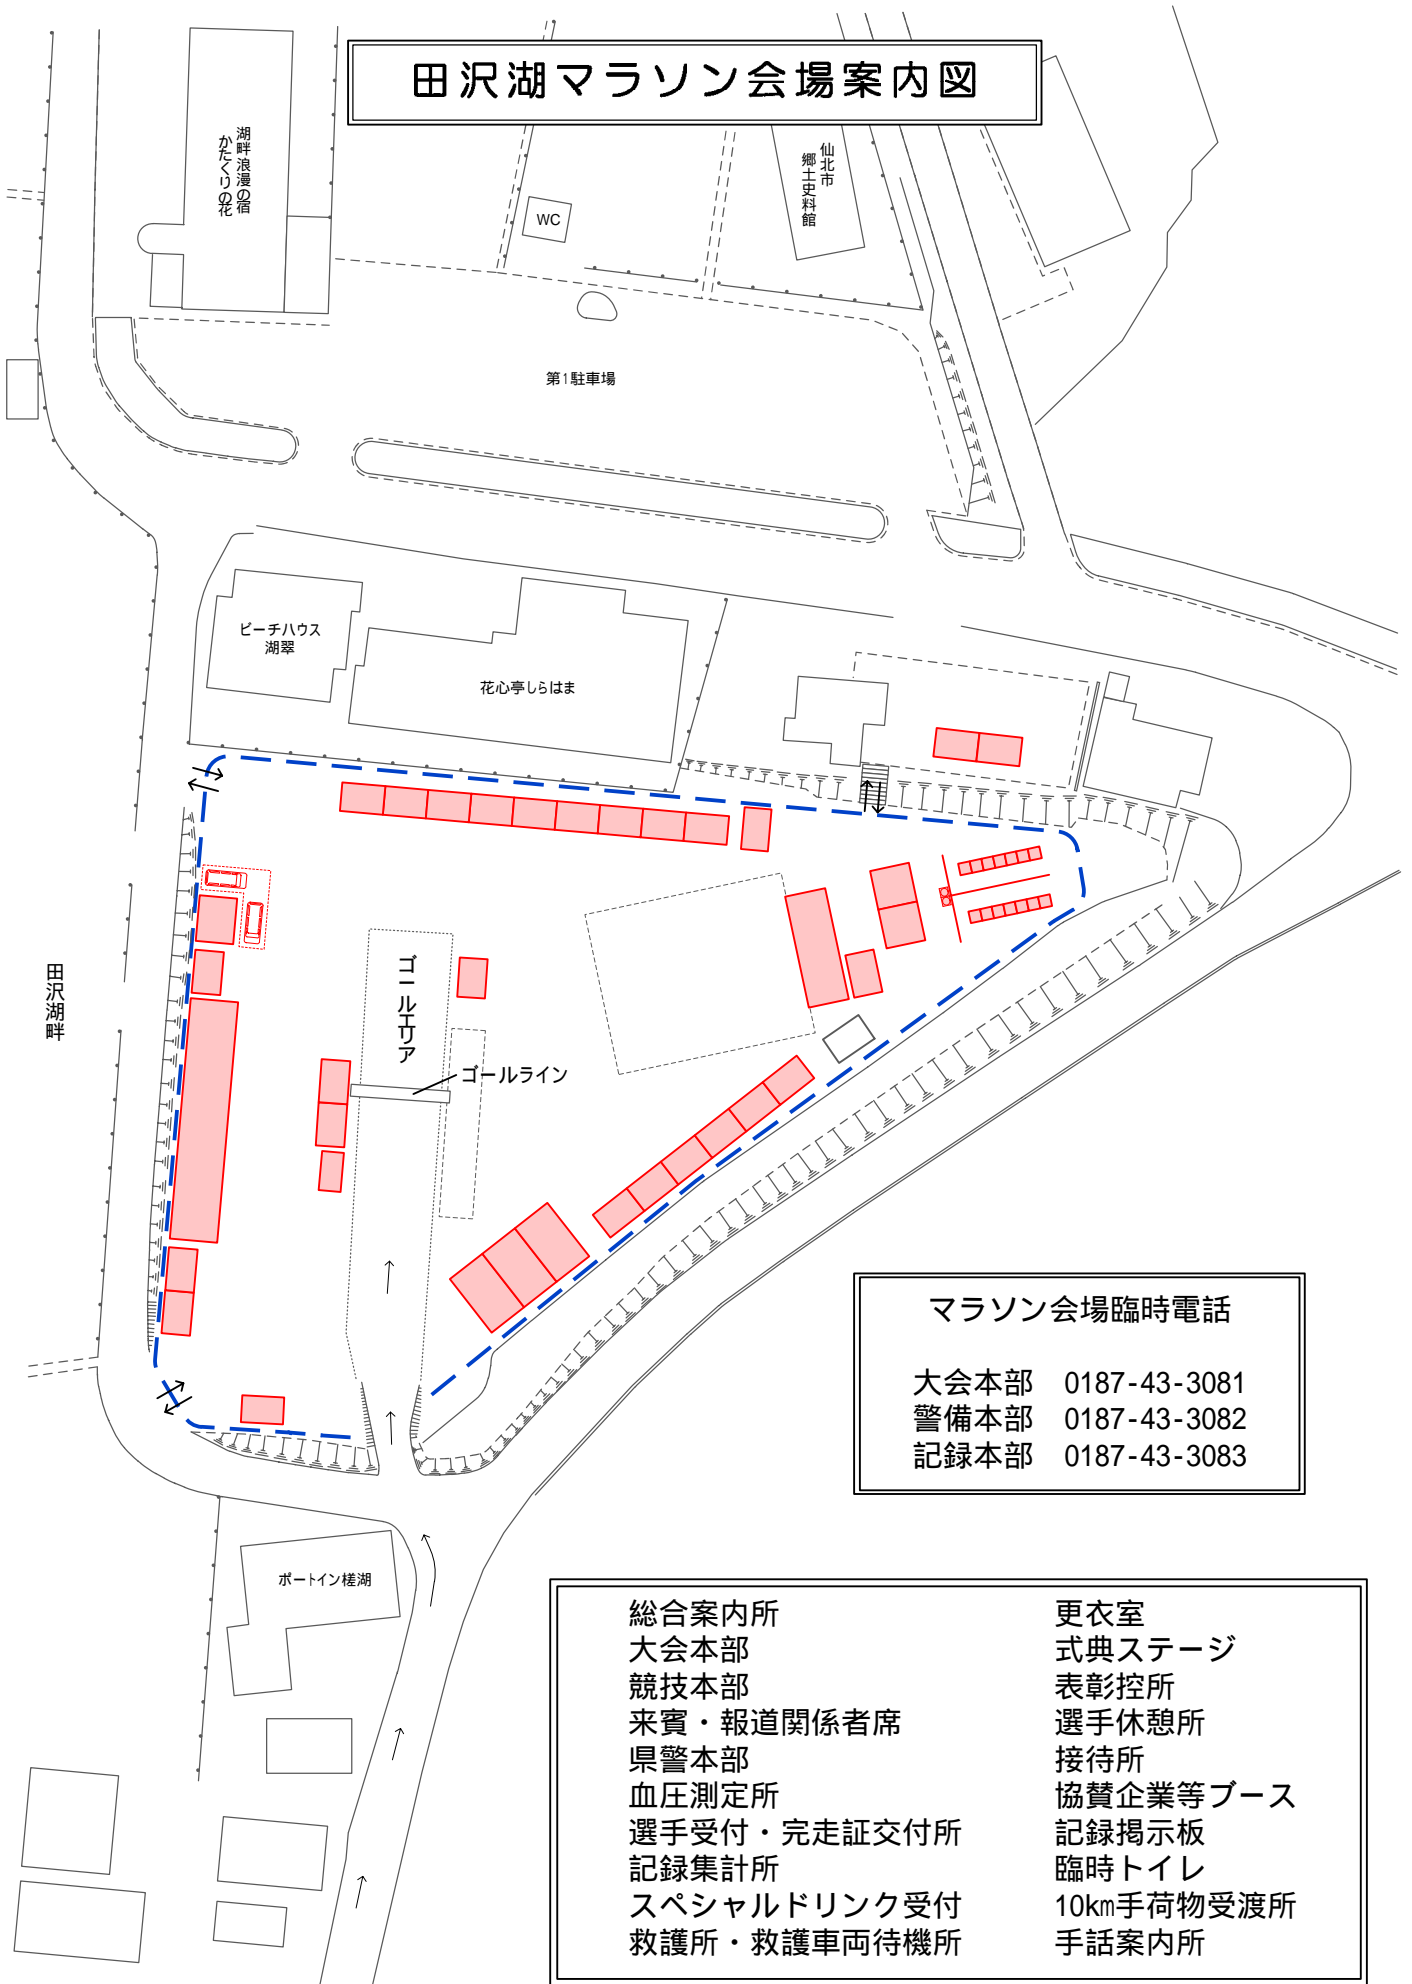 田沢湖マラソン会場案内図
湖畔浪漫の宿
かたくりの花
WC
仙北市
郷土史料館
第1駐車場
ビーチハウス
湖翠
花心亭しらはま
田沢湖畔
ゴールエリア
ゴールライン
マラソン会場臨時電話
大会本部 0187-43-3081
警備本部 0187-43-3082
記録本部 0187-43-3083
ポートイン槎湖
総合案内所
大会本部
競技本部
来賓・報道関係者席
県警本部
血圧測定所
選手受付・完走証交付所
記録集計所
スペシャルドリンク受付
救護所・救護車両待機所
更衣室
式典ステージ
表彰控所
選手休憩所
接待所
協賛企業等ブース
記録掲示板
臨時トイレ
10km手荷物受渡所
手話案内所